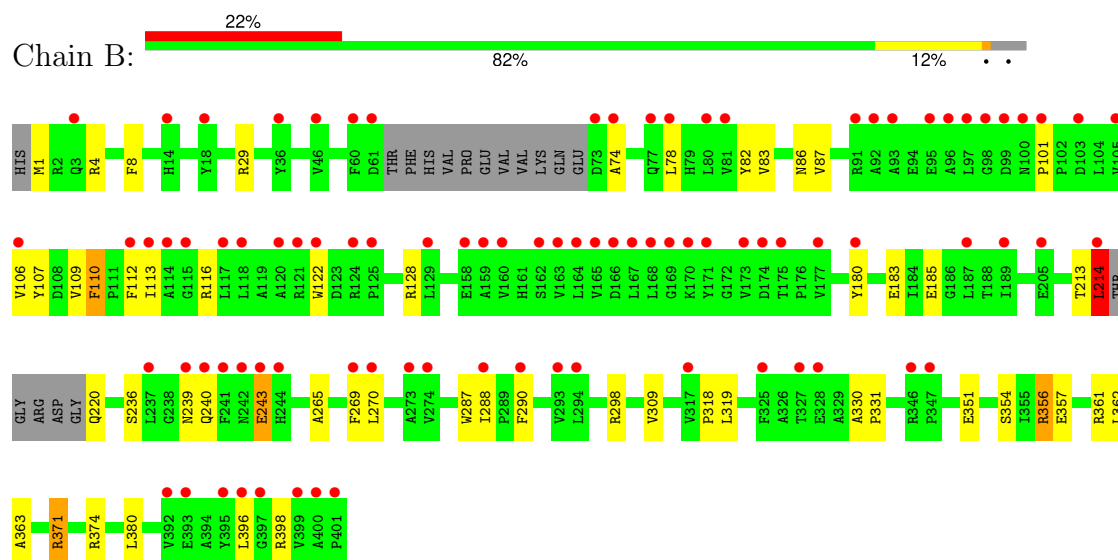 22%
Chain B:
82% 12% • •
HIS M1 R2 Q3 R4 F8 H14 Y18 R29 Y36 V46 F60 D61 THR PHE HIS VAL PRO GLU VAL VAL LYS GLN GLU D73 A74 Q77 L78 H79 L80 V81 Y82 V83 N86 V87 R91 A92 A93 E94 E95 A96 L97 G98 D99 N100 P101 P102 D103 L104 V105
V106 Y107 D108 V109 F110 P111 F112 I113 A114 G115 R116 L117 L118 A119 A120 R121 W122 D123 R124 P125 R128 L129 E158 A159 V160 H161 S162 V163 L164 V165 D166 L167 L168 G169 K170 Y171 G172 V173 D174 T175 P176 V177 Y180 E183 I184 E185 G186 L187 T188 I189 E205 T213 L214 THR
GLY ARG ASP GLY Q220 S236 L237 G238 N239 Q240 F241 N242 E243 H244 A265 F269 L270 A273 V274 W287 I288 P289 F290 V293 L294 R298 V309 V317 P318 L319 F325 A326 T327 E328 A329 A330 P331 R346 P347 E351 S354 I355 R356 E357 R361 L362
A363 R371 R374 L380 V392 E393 A394 Y395 L396 G397 R398 V399 A400 P401